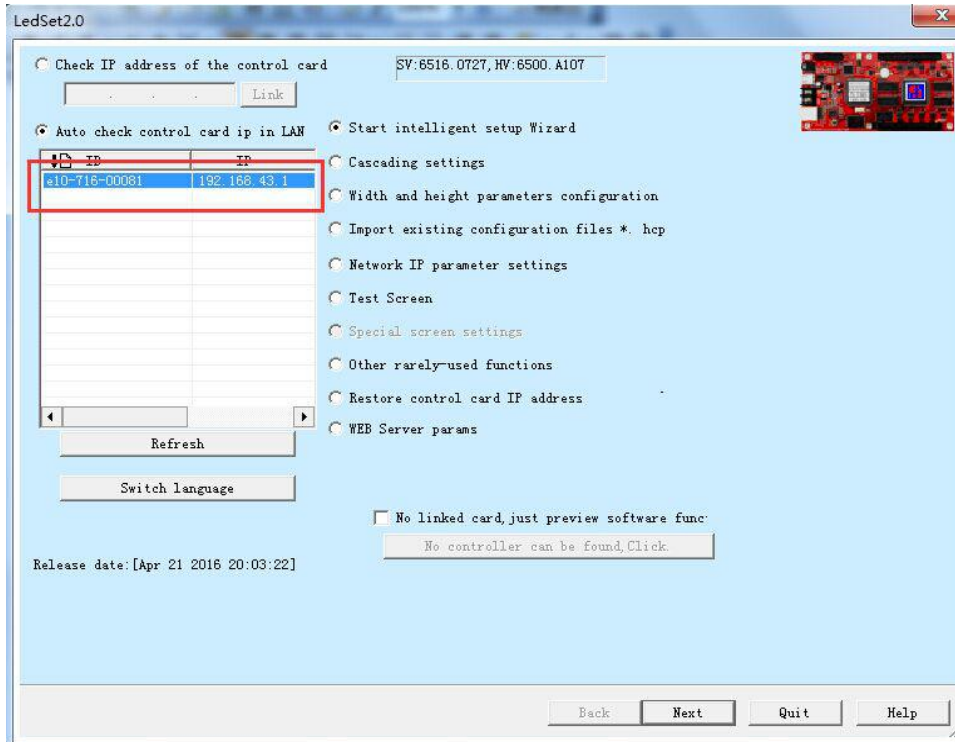 LedSet2.0
Check IP address of the control card
SV:6516.0727,HV:6500.A107
. . . Link
Auto check control card ip in LAN
ID IP
e10-716-00081 192.168.43.1
Start intelligent setup Wizard
Cascading settings
Width and height parameters configuration
Import existing configuration files *. hcp
Network IP parameter settings
Test Screen
Special screen settings
Other rarely-used functions
Restore control card IP address
WEB Server params
Refresh
Switch language
No linked card,just preview software func
No controller can be found,Click.
Release date:[Apr 21 2016 20:03:22]
Back Next Quit Help